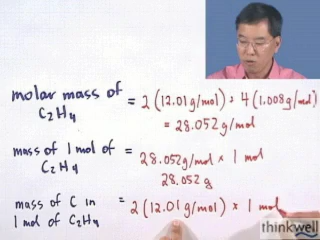 molar mass of C₂H₄ = 2(12.01 g/mol) + 4(1.008 g/mol)
= 28.052 g/mol
mass of 1 mol of C₂H₄ = 28.052 g/mol × 1 mol
28.052 g
mass of C in 1 mol of C₂H₄ = 2(12.01 g/mol) × 1 mol
thinkwell